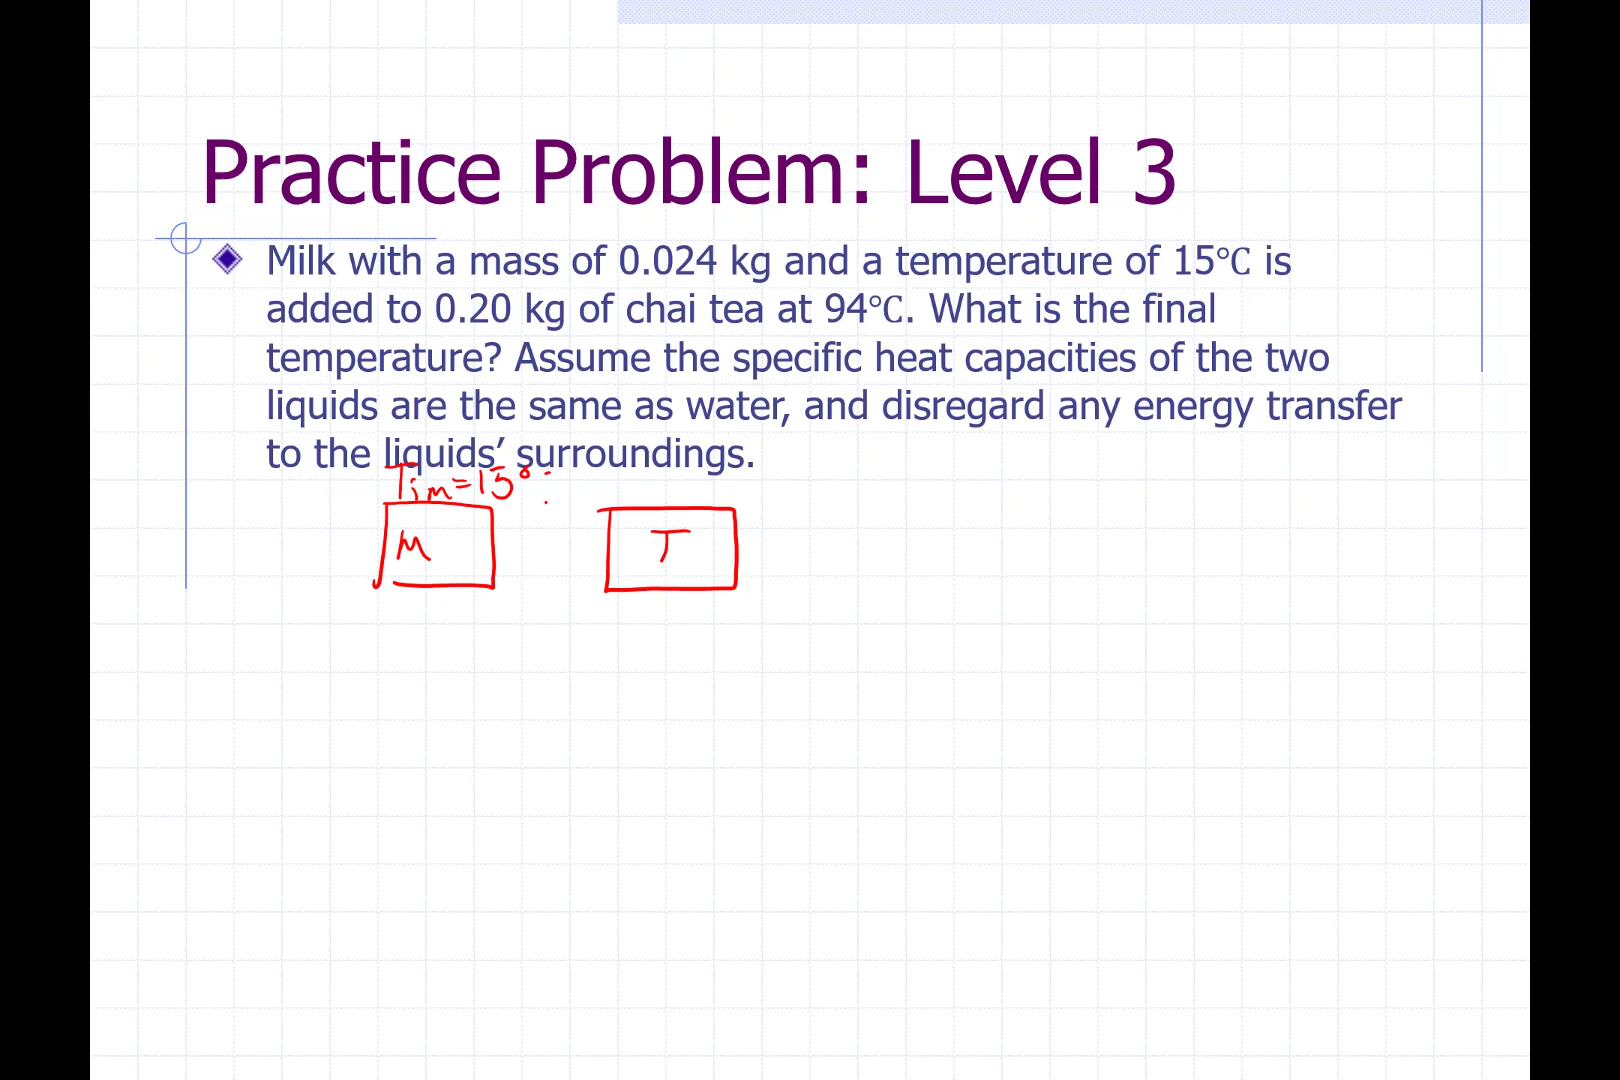 Practice Problem: Level 3
Milk with a mass of 0.024 kg and a temperature of 15℃ is
added to 0.20 kg of chai tea at 94℃. What is the final
temperature? Assume the specific heat capacities of the two
liquids are the same as water, and disregard any energy transfer
to the liquids’ surroundings.
Tim=15°
M T